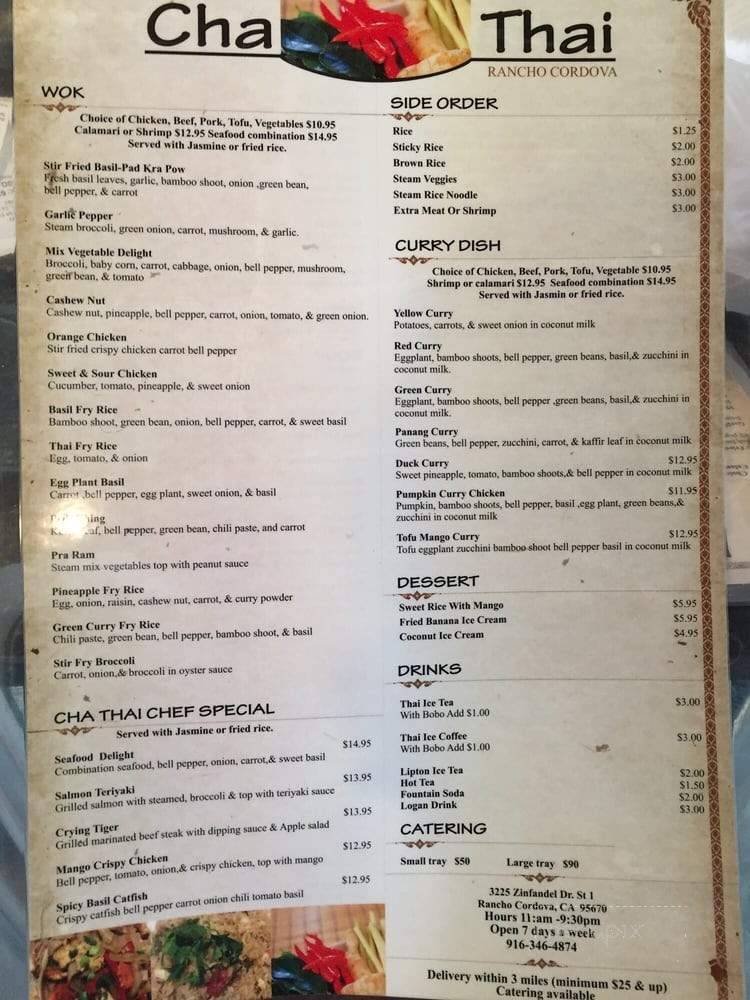 Cha Thai
RANCHO CORDOVA
WOK
Choice of Chicken, Beef, Pork, Tofu, Vegetables $10.95
Calamari or Shrimp $12.95 Seafood combination $14.95
Served with Jasmine or fried rice.
Stir Fried Basil-Pad Kra Pow
Fresh basil leaves, garlic, bamboo shoot, onion ,green bean,
bell pepper, & carrot
Garlic Pepper
Steam broccoli, green onion, carrot, mushroom, & garlic.
Mix Vegetable Delight
Broccoli, baby corn, carrot, cabbage, onion, bell pepper, mushroom,
green bean, & tomato
Cashew Nut
Cashew nut, pineapple, bell pepper, carrot, onion, tomato, & green onion.
Orange Chicken
Stir fried crispy chicken carrot bell pepper
Sweet & Sour Chicken
Cucumber, tomato, pineapple, & sweet onion
Basil Fry Rice
Bamboo shoot, green bean, onion, bell pepper, carrot, & sweet basil
Thai Fry Rice
Egg, tomato, & onion
Egg Plant Basil
Carrot ,bell pepper, egg plant, sweet onion, & basil
bell pepper, green bean, chili paste, and carrot
Pra Ram
Steam mix vegetables top with peanut sauce
Pineapple Fry Rice
Egg, onion, raisin, cashew nut, carrot, & curry powder
Green Curry Fry Rice
Chili paste, green bean, bell pepper, bamboo shoot, & basil
Stir Fry Broccoli
Carrot, onion,& broccoli in oyster sauce
CHA THAI CHEF SPECIAL
Served with Jasmine or fried rice.
Seafood Delight $14.95
Combination seafood, bell pepper, onion, carrot,& sweet basil
Salmon Teriyaki $13.95
Grilled salmon with steamed, broccoli & top with teriyaki sauce
Crying Tiger $13.95
Grilled marinated beef steak with dipping sauce & Apple salad
Mango Crispy Chicken $12.95
Bell pepper, tomato, onion,& crispy chicken, top with mango
Spicy Basil Catfish $12.95
Crispy catfish bell pepper carrot onion chili tomato basil
SIDE ORDER
Rice $1.25
Sticky Rice $2.00
Brown Rice $2.00
Steam Veggies $3.00
Steam Rice Noodle $3.00
Extra Meat Or Shrimp $3.00
CURRY DISH
Choice of Chicken, Beef, Pork, Tofu, Vegetable $10.95
Shrimp or calamari $12.95 Seafood combination $14.95
Served with Jasmin or fried rice.
Yellow Curry
Potatoes, carrots, & sweet onion in coconut milk
Red Curry
Eggplant, bamboo shoots, bell pepper, green beans, basil,& zucchini in
coconut milk.
Green Curry
Eggplant, bamboo shoots, bell pepper ,green beans, basil,& zucchini in
coconut milk.
Panang Curry
Green beans, bell pepper, zucchini, carrot, & kaffir leaf in coconut milk
Duck Curry $12.95
Sweet pineapple, tomato, bamboo shoots,& bell pepper in coconut milk
Pumpkin Curry Chicken $11.95
Pumpkin, bamboo shoots, bell pepper, basil ,egg plant, green beans,&
zucchini in coconut milk
Tofu Mango Curry $12.95
Tofu eggplant zucchini bamboo shoot bell pepper basil in coconut milk
DESSERT
Sweet Rice With Mango $5.95
Fried Banana Ice Cream $5.95
Coconut Ice Cream $4.95
DRINKS
Thai Ice Tea $3.00
With Bobo Add $1.00
Thai Ice Coffee $3.00
With Bobo Add $1.00
Lipton Ice Tea $2.00
Hot Tea $1.50
Fountain Soda $2.00
Logan Drink $3.00
CATERING
Small tray $50 Large tray $90
3225 Zinfandel Dr. St 1
Rancho Cordova, CA 95670
Hours 11:am -9:30pm
Open 7 days a week
916-346-4874
Delivery within 3 miles (minimum $25 & up)
Catering available